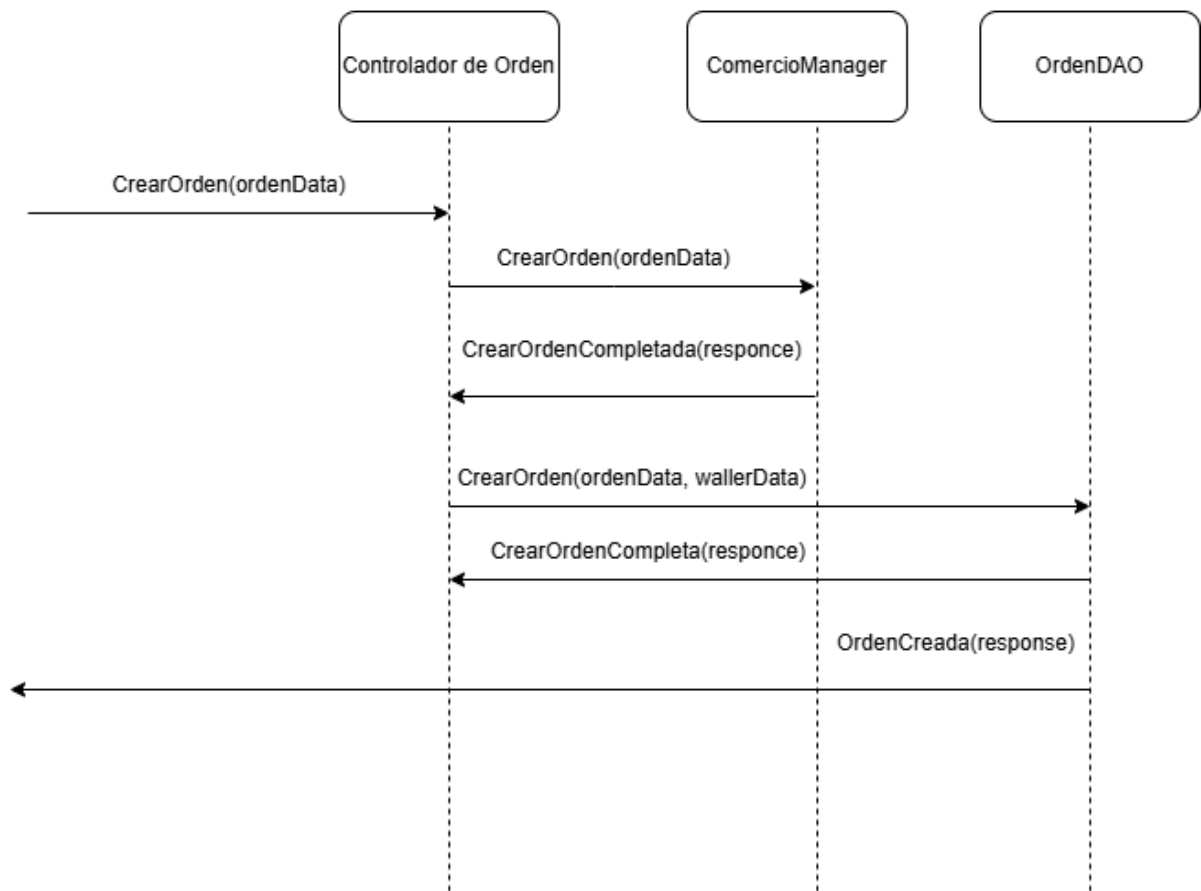 Controlador de Orden
ComercioManager
OrdenDAO
CrearOrden(ordenData)
CrearOrden(ordenData)
CrearOrdenCompletada(responce)
CrearOrden(ordenData, wallerData)
CrearOrdenCompleta(responce)
OrdenCreada(response)